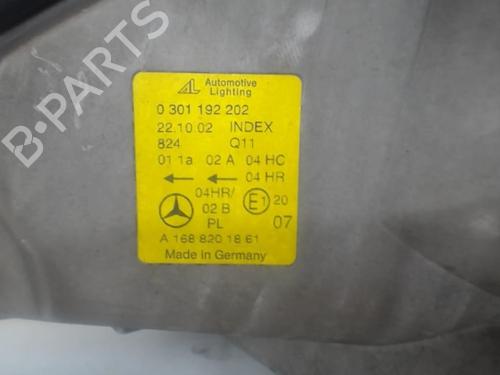 AL Automotive Lighting
0 301 192 202
22.10.02 INDEX
824 Q11
01 1a 02 A 04 HC
← ← 04 HR
04HR/ 02 B PL E1 20 07
A 168 820 18 61
Made in Germany
B-PARTS